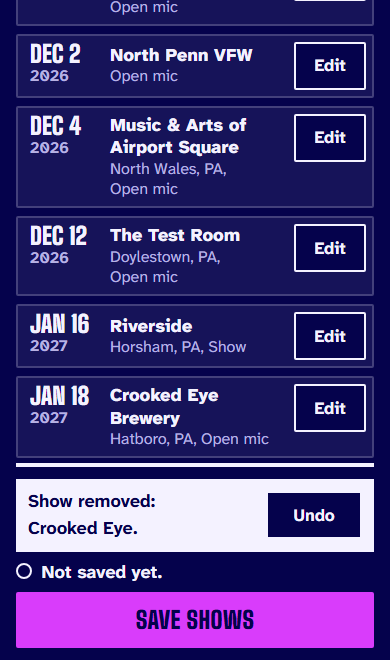 Open mic
DEC 2
2026
North Penn VFW
Open mic
Edit
DEC 4
2026
Music & Arts of
Airport Square
North Wales, PA,
Open mic
Edit
DEC 12
2026
The Test Room
Doylestown, PA,
Open mic
Edit
JAN 16
2027
Riverside
Horsham, PA, Show
Edit
JAN 18
2027
Crooked Eye
Brewery
Hatboro, PA, Open mic
Edit
Show removed:
Crooked Eye.
Undo
Not saved yet.
SAVE SHOWS